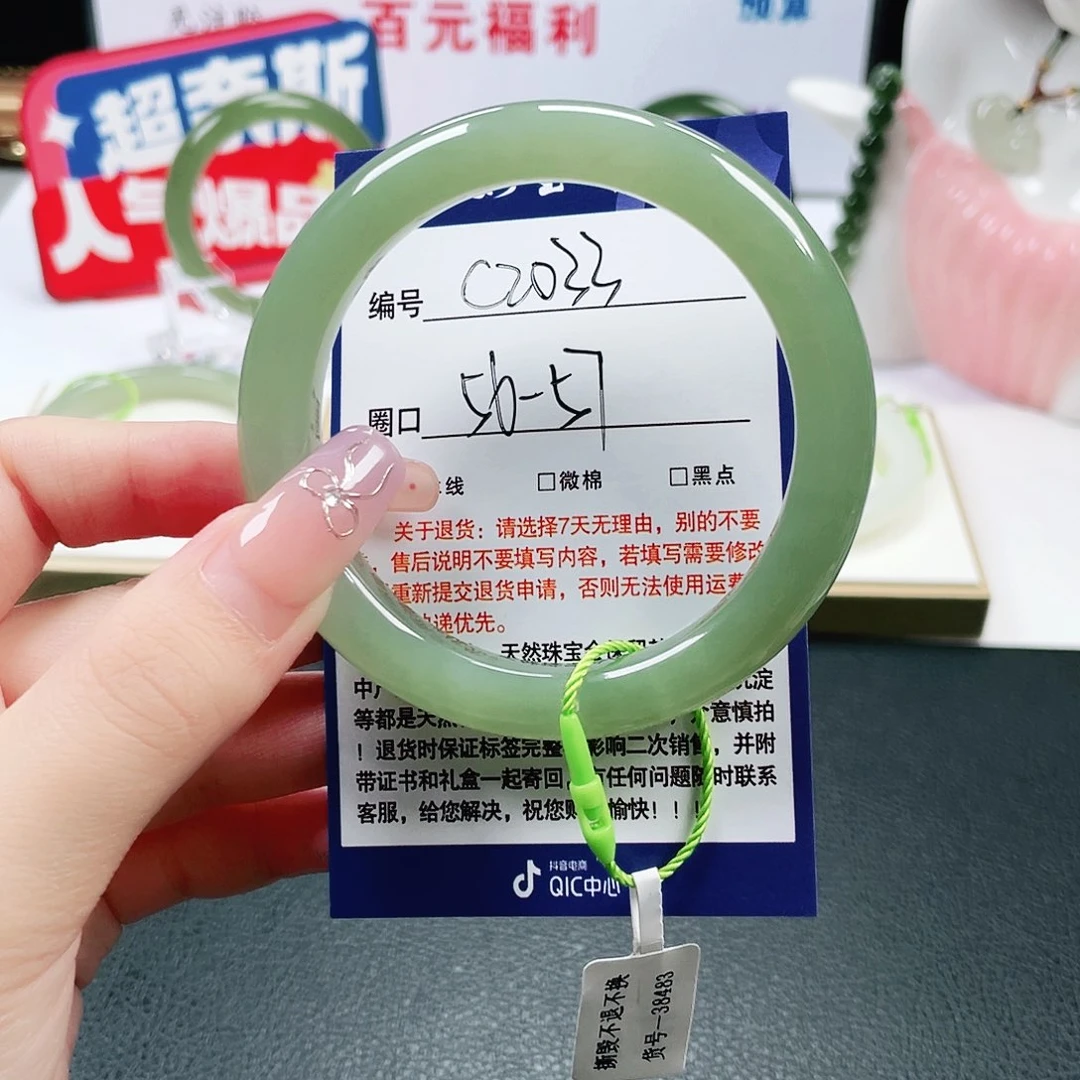 百元福利
超奈斯
人气爆品
编号 C2033
圈口 56-57
线 □微棉 □黑点
关于退货：请选择7天无理由，别的不要
售后说明不要填写内容，若填写需要修改
重新提交退货申请，否则无法使用运费
递优先。
天然珠宝
中
等都是天然 介意慎拍
！退货时保证标签完整 影响二次销售，并附
带证书和礼盒一起寄回，有任何问题随时联系
客服，给您解决，祝您购 愉快！！！
抖音电商
QIC中心
撕毁不退不换
货号－38483